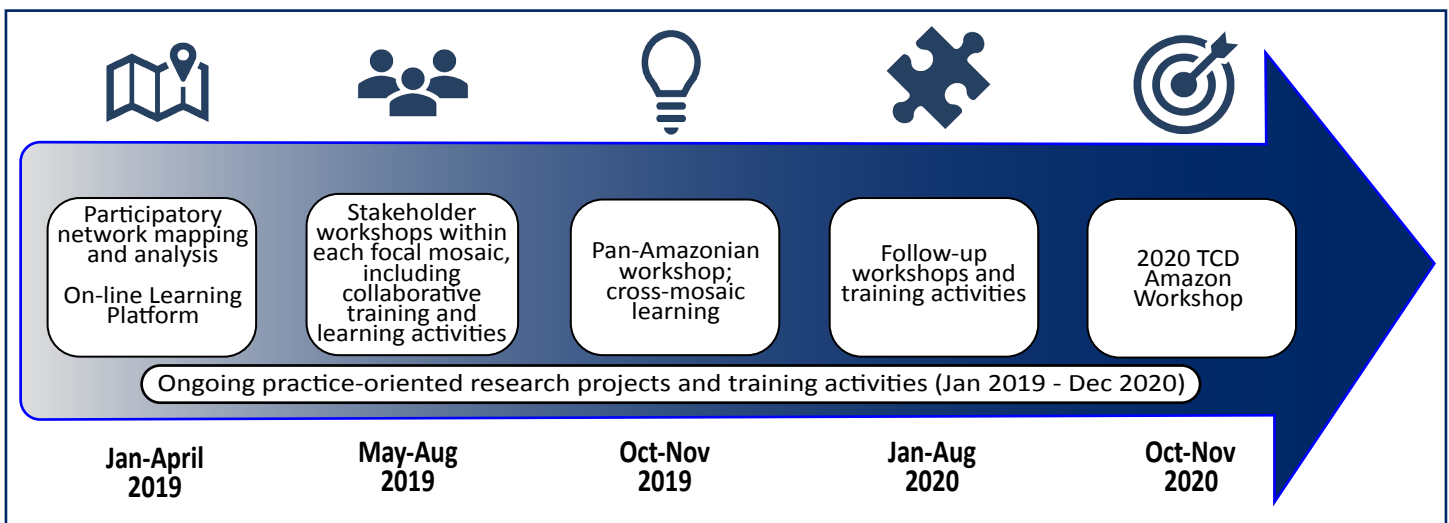 Participatory
network mapping
and analysis
On-line Learning
Platform
Stakeholder
workshops within
each focal mosaic,
including
collaborative
training and
learning activities
Pan-Amazonian
workshop;
cross-mosaic
learning
Follow-up
workshops and
training activities
2020 TCD
Amazon
Workshop
Ongoing practice-oriented research projects and training activities (Jan 2019 - Dec 2020)
Jan-April
2019
May-Aug
2019
Oct-Nov
2019
Jan-Aug
2020
Oct-Nov
2020